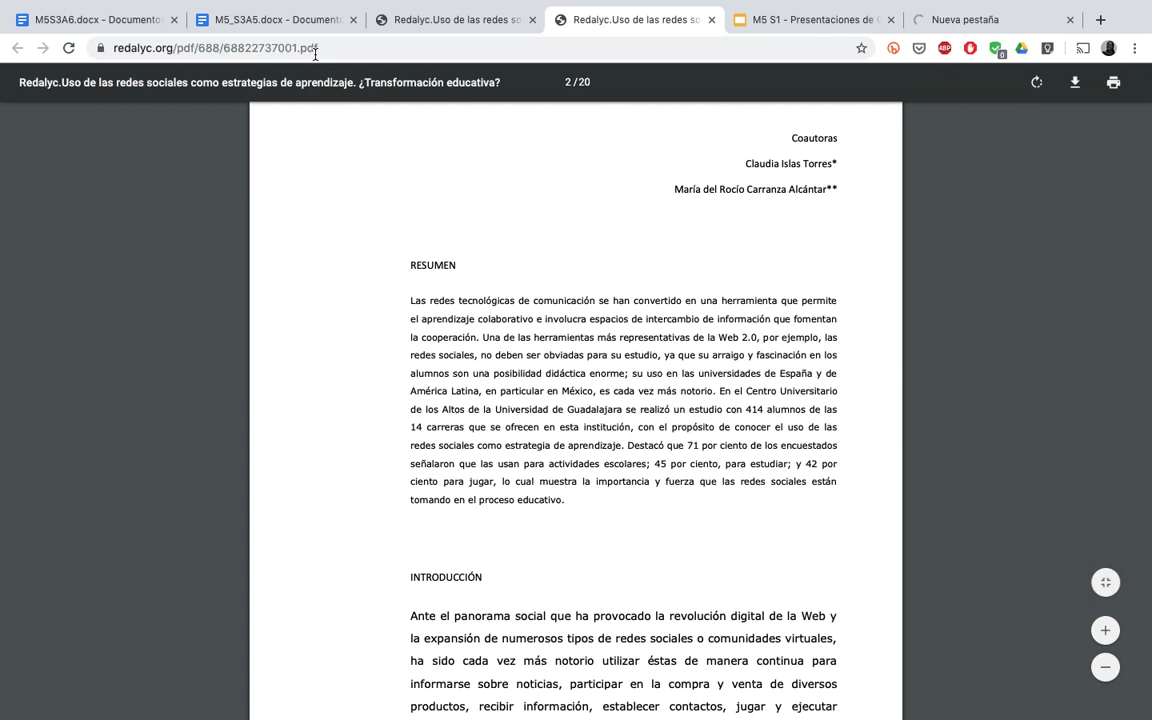 M5S3A6.docx - Documento
M5_S3A5.docx - Document
Redalyc.Uso de las redes so
Redalyc.Uso de las redes so
M5 S1 - Presentaciones de G
Nueva pestaña
redalyc.org/pdf/688/68822737001.pdf
ABP
0
Redalyc.Uso de las redes sociales como estrategias de aprendizaje. ¿Transformación educativa?
2 / 20
Coautoras
Claudia Islas Torres*
María del Rocío Carranza Alcántar**
RESUMEN
Las redes tecnológicas de comunicación se han convertido en una herramienta que permite
el aprendizaje colaborativo e involucra espacios de intercambio de información que fomentan
la cooperación. Una de las herramientas más representativas de la Web 2.0, por ejemplo, las
redes sociales, no deben ser obviadas para su estudio, ya que su arraigo y fascinación en los
alumnos son una posibilidad didáctica enorme; su uso en las universidades de España y de
América Latina, en particular en México, es cada vez más notorio. En el Centro Universitario
de los Altos de la Universidad de Guadalajara se realizó un estudio con 414 alumnos de las
14 carreras que se ofrecen en esta institución, con el propósito de conocer el uso de las
redes sociales como estrategia de aprendizaje. Destacó que 71 por ciento de los encuestados
señalaron que las usan para actividades escolares; 45 por ciento, para estudiar; y 42 por
ciento para jugar, lo cual muestra la importancia y fuerza que las redes sociales están
tomando en el proceso educativo.
INTRODUCCIÓN
Ante el panorama social que ha provocado la revolución digital de la Web y
la expansión de numerosos tipos de redes sociales o comunidades virtuales,
ha sido cada vez más notorio utilizar éstas de manera continua para
informarse sobre noticias, participar en la compra y venta de diversos
productos, recibir información, establecer contactos, jugar y ejecutar